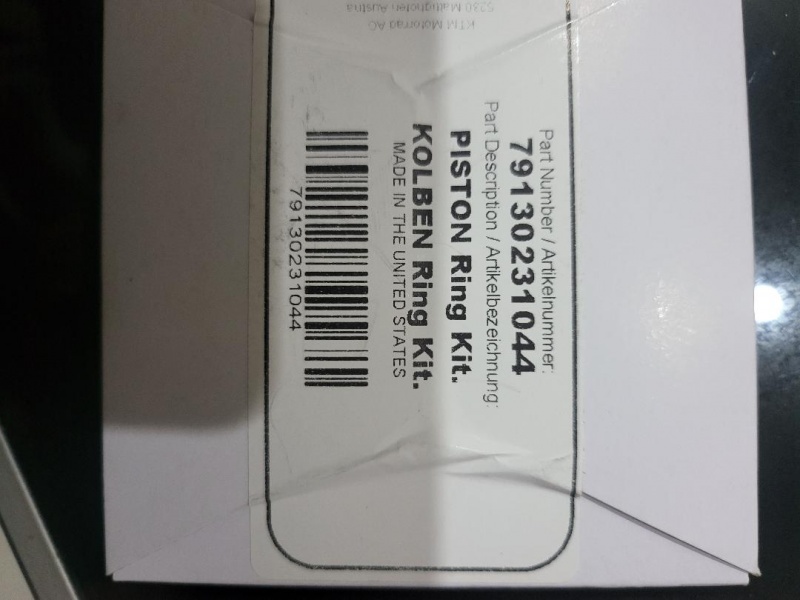 Part Number / Artikelnummer:
79130231044
Part Description / Artikelbezeichnung:
PISTON Ring Kit.
KOLBEN Ring Kit.
MADE IN THE UNITED STATES
79130231044
KTM Motorrad AG
5230 Mattighofen Austria